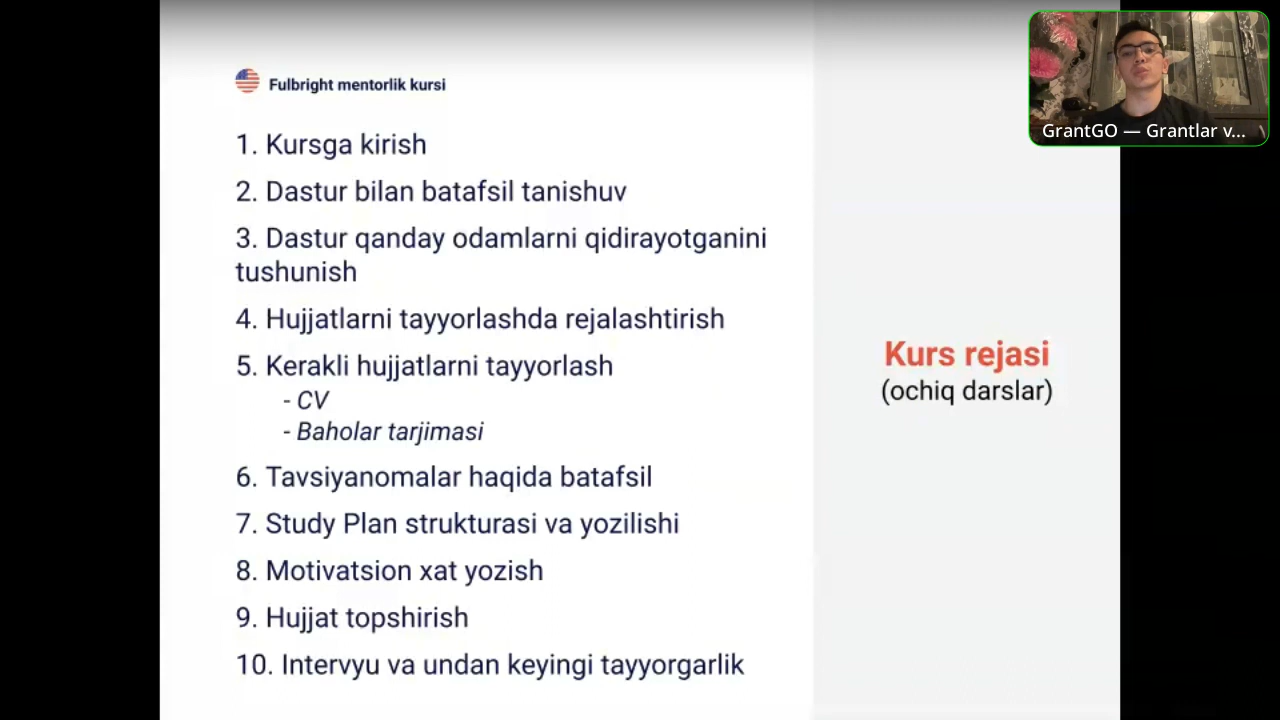 Fulbright mentorlik kursi
1. Kursga kirish
2. Dastur bilan batafsil tanishuv
3. Dastur qanday odamlarni qidirayotganini
tushunish
4. Hujjatlarni tayyorlashda rejalashtirish
5. Kerakli hujjatlarni tayyorlash
- CV
- Baholar tarjimasi
6. Tavsiyanomalar haqida batafsil
7. Study Plan strukturasi va yozilishi
8. Motivatsion xat yozish
9. Hujjat topshirish
10. Intervyu va undan keyingi tayyorgarlik
Kurs rejasi
(ochiq darslar)
GrantGO — Grantlar v...